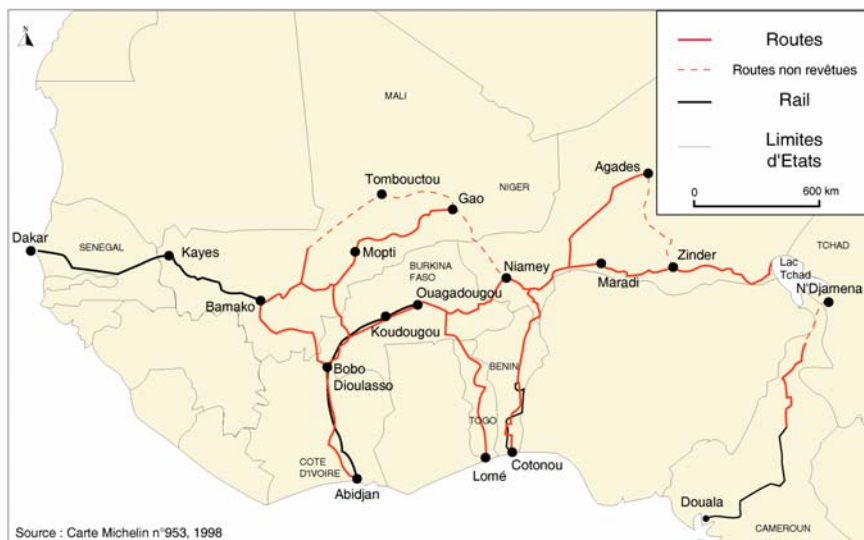 N
Routes
Routes non revêtues
Rail
Limites
d'Etats
0 600 km
MALI
Tombouctou
Gao
NIGER
Agades
TCHAD
Dakar
SENEGAL
Kayes
Mopti
BURKINA
FASO
Niamey
Maradi
Zinder
Lac
Tchad
N'Djamena
Bamako
Ouagadougou
Koudougou
Bobo
Dioulasso
BENIN
TOGO
COTE
D'IVOIRE
Abidjan
Lomé
Cotonou
Douala
CAMEROUN
Source : Carte Michelin n°953, 1998